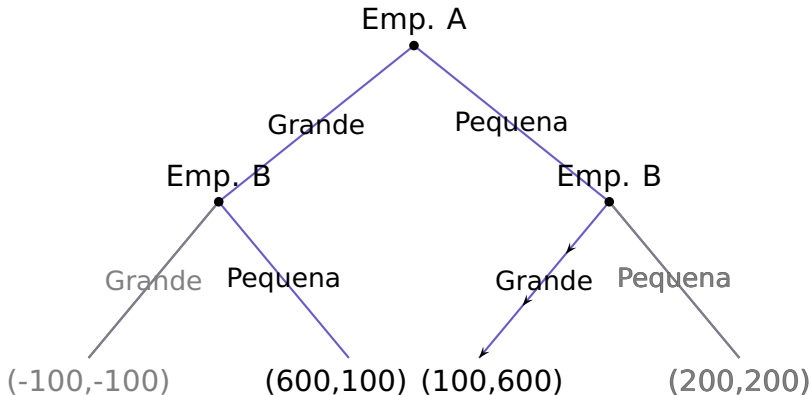 Emp. A
Grande
Pequena
Emp. B
Emp. B
Grande
Pequena
Grande
Pequena
(-100,-100)
(600,100)
(100,600)
(200,200)